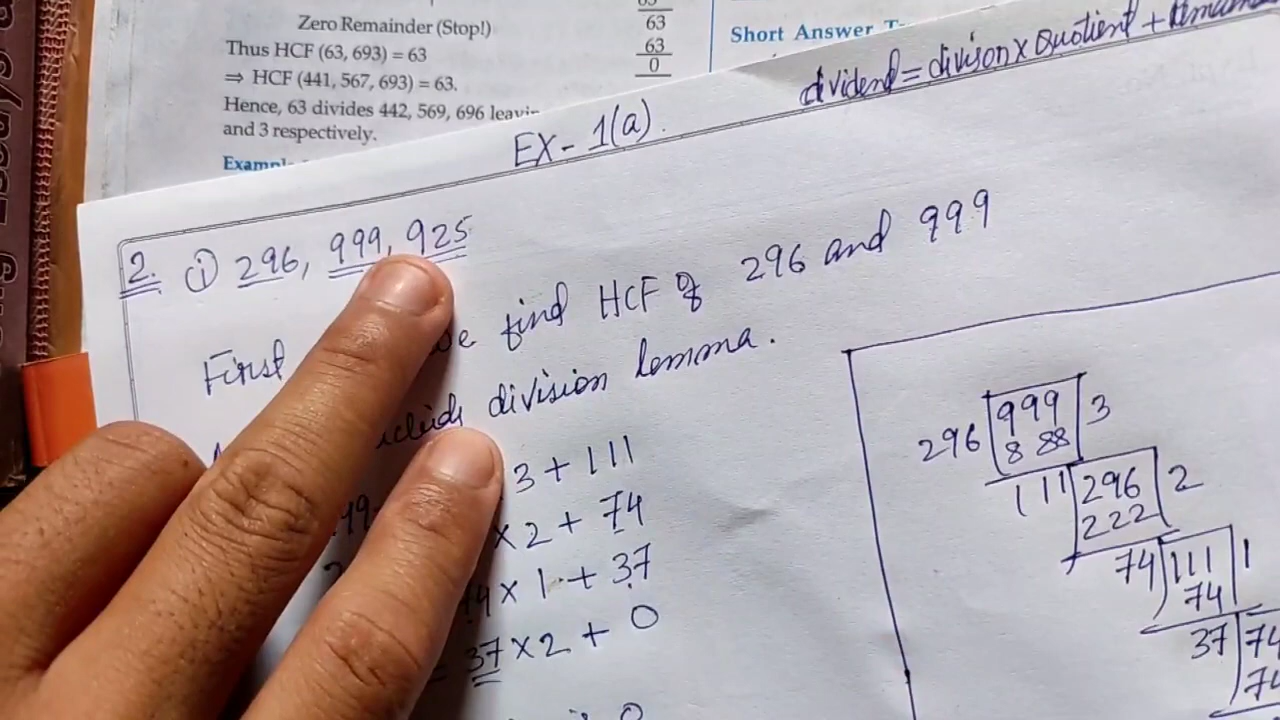 Zero Remainder (Stop!)
Thus HCF (63, 693) = 63
⇒ HCF (441, 567, 693) = 63.
Hence, 63 divides 442, 569, 696
and 3 respectively.
63
63
0
Short Answer
dividend = divison × Quotient +
EX - 1(a).
2. (i) 296, 999, 925
First find HCF of 296 and 999
division lemma.
3 + 111
× 2 + 74
× 1 + 37
= 37 × 2 + 0
0
296 999 3
888
111 296 2
222
74 111 1
74
37 74
74